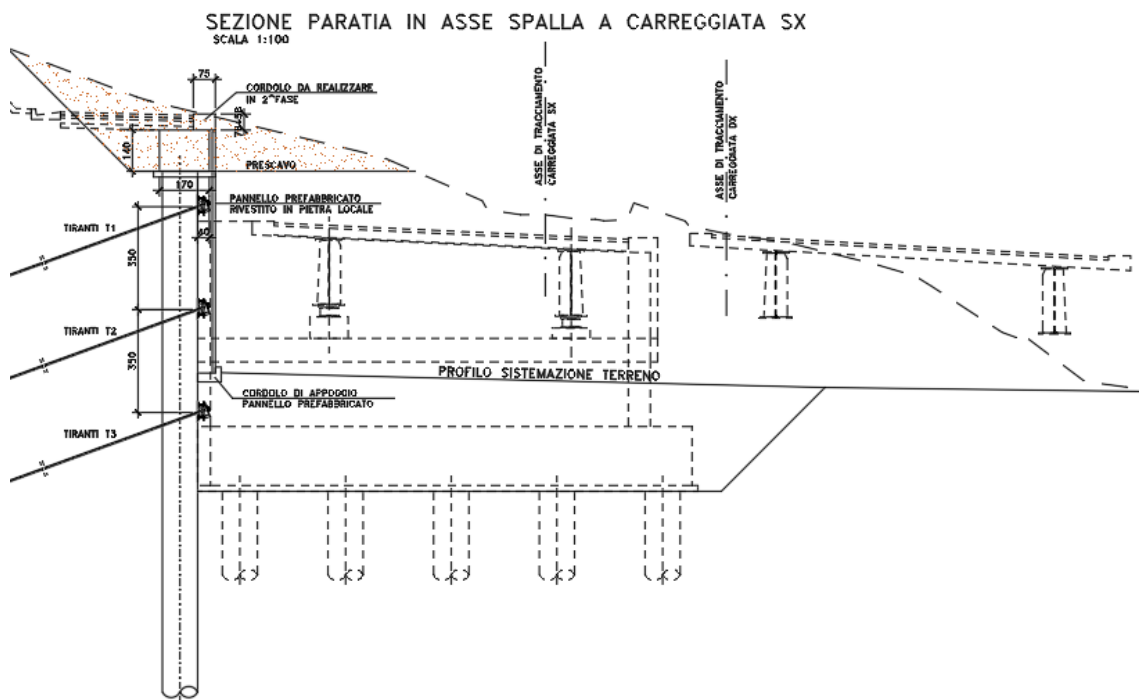 SEZIONE PARATIA IN ASSE SPALLA A CARREGGIATA SX
SCALA 1:100
75
CORDOLO DA REALIZZARE
IN 2^FASE
140
PRESCAVO
170
PANNELLO PREFABBRICATO
RIVESTITO IN PIETRA LOCALE
TIRANTI T1
40
350
TIRANTI T2
350
PROFILO SISTEMAZIONE TERRENO
CORDOLO DI APPOGGIO
PANNELLO PREFABBRICATO
TIRANTI T3
ASSE DI TRACCIAMENTO
CARREGGIATA SX
ASSE DI TRACCIAMENTO
CARREGGIATA DX